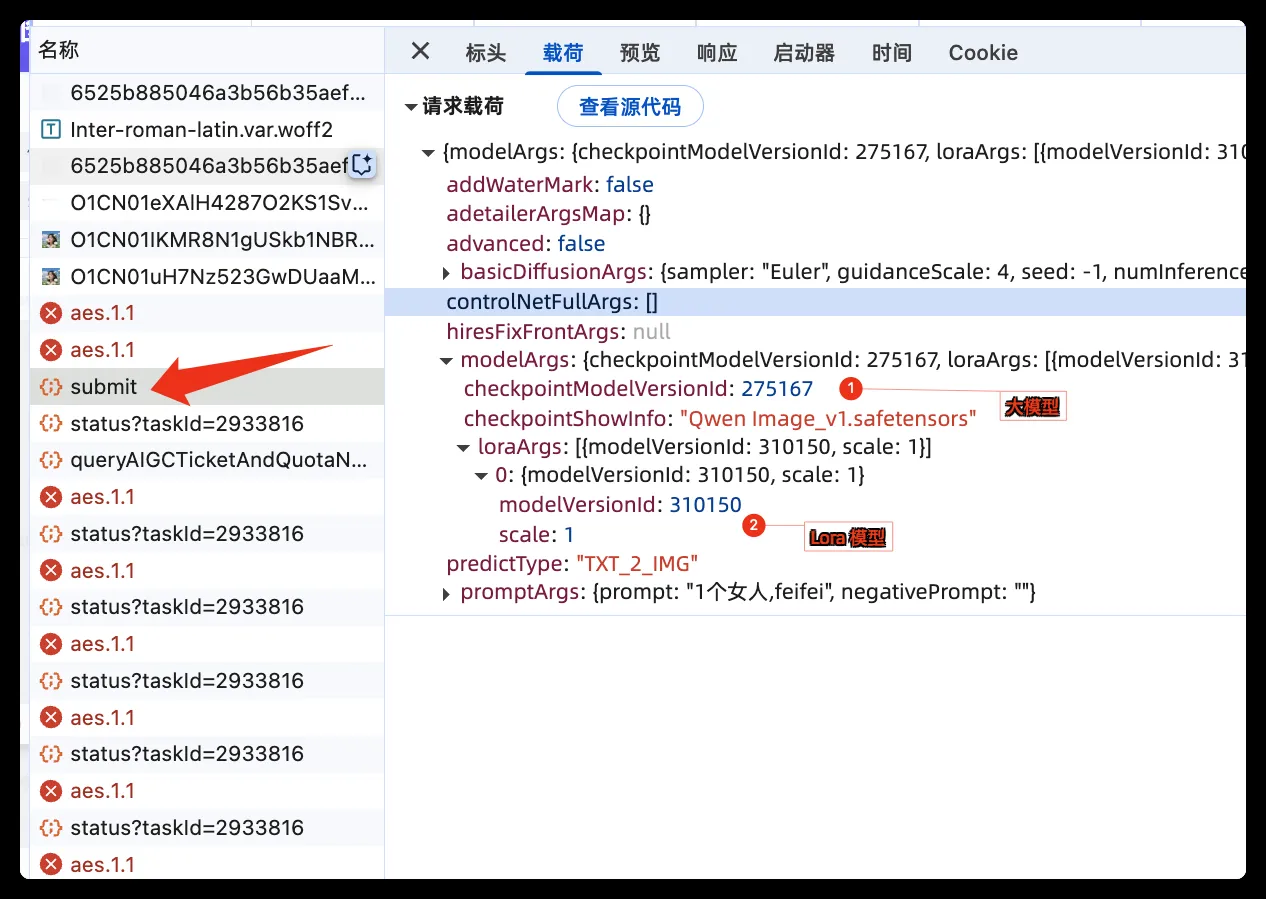 名称
6525b885046a3b56b35aef...
Inter-roman-latin.var.woff2
6525b885046a3b56b35aef
O1CN01eXAlH4287O2KS1Sv...
O1CN01IKMR8N1gUSkb1NBR...
O1CN01uH7Nz523GwDUaaM...
aes.1.1
aes.1.1
submit
status?taskId=2933816
queryAIGCTicketAndQuotaN...
aes.1.1
status?taskId=2933816
aes.1.1
status?taskId=2933816
aes.1.1
status?taskId=2933816
aes.1.1
status?taskId=2933816
aes.1.1
status?taskId=2933816
aes.1.1
标头 载荷 预览 响应 启动器 时间 Cookie
请求载荷 查看源代码
{modelArgs: {checkpointModelVersionId: 275167, loraArgs: [{modelVersionId: 310
addWaterMark: false
adetailerArgsMap: {}
advanced: false
basicDiffusionArgs: {sampler: "Euler", guidanceScale: 4, seed: -1, numInference
controlNetFullArgs: []
hiresFixFrontArgs: null
modelArgs: {checkpointModelVersionId: 275167, loraArgs: [{modelVersionId: 31
checkpointModelVersionId: 275167 1 大模型
checkpointShowInfo: "Qwen Image_v1.safetensors"
loraArgs: [{modelVersionId: 310150, scale: 1}]
0: {modelVersionId: 310150, scale: 1}
modelVersionId: 310150
scale: 1 2 Lora 模型
predictType: "TXT_2_IMG"
promptArgs: {prompt: "1个女人,feifei", negativePrompt: ""}